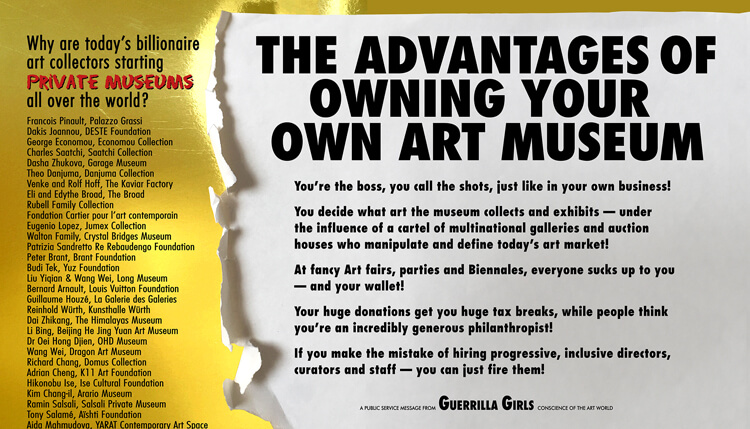 Why are today's billionaire
art collectors starting
PRIVATE MUSEUMS
all over the world?
Francois Pinault, Palazzo Grassi
Dakis Joannou, DESTE Foundation
George Economou, Economou Collection
Charles Saatchi, Saatchi Collection
Dasha Zhukova, Garage Museum
Theo Danjuma, Danjuma Collection
Venke and Rolf Hoff, The Kaviar Factory
Eli and Edythe Broad, The Broad
Rubell Family Collection
Fondation Cartier pour l'art contemporain
Eugenio Lopez, Jumex Collection
Walton Family, Crystal Bridges Museum
Patrizia Sandretto Re Rebaudengo Foundation
Peter Brant, Brant Foundation
Budi Tek, Yuz Foundation
Liu Yiqian & Wang Wei, Long Museum
Bernard Arnault, Louis Vuitton Foundation
Guillaume Houzé, La Galerie des Galeries
Reinhold Würth, Kunsthalle Würth
Dai Zhikang, The Himalayas Museum
Li Bing, Beijing He Jing Yuan Art Museum
Dr Oei Hong Djien, OHD Museum
Wang Wei, Dragon Art Museum
Richard Chang, Domus Collection
Adrian Cheng, K11 Art Foundation
Hikonobu Ise, Ise Cultural Foundation
Kim Chang-il, Arario Museum
Ramin Salsali, Salsali Private Museum
Tony Salamé, Aïshti Foundation
Aida Mahmudova, YARAT Contemporary Art Space
THE ADVANTAGES OF
OWNING YOUR
OWN ART MUSEUM
You're the boss, you call the shots, just like in your own business!
You decide what art the museum collects and exhibits — under
the influence of a cartel of multinational galleries and auction
houses who manipulate and define today's art market!
At fancy Art fairs, parties and Biennales, everyone sucks up to you
— and your wallet!
Your huge donations get you huge tax breaks, while people think
you're an incredibly generous philanthropist!
If you make the mistake of hiring progressive, inclusive directors,
curators and staff — you can just fire them!
A PUBLIC SERVICE MESSAGE FROM GUERRILLA GIRLS CONSCIENCE OF THE ART WORLD